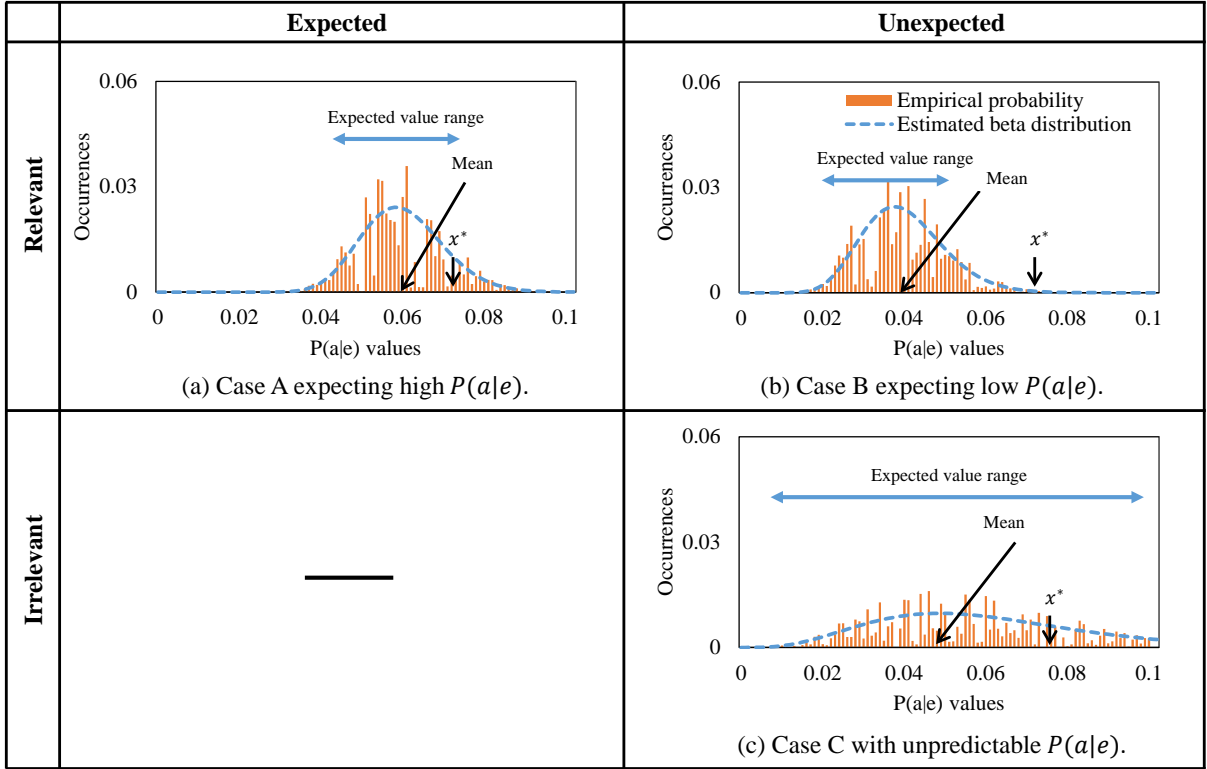 Expected
Unexpected
Relevant
0.06
0.03
0
Occurrences
Expected value range
Mean
x*
0 0.02 0.04 0.06 0.08 0.1
P(a|e) values
(a) Case A expecting high P(a|e).
0.06
0.03
0
Occurrences
Empirical probability
Estimated beta distribution
Expected value range
Mean
x*
0 0.02 0.04 0.06 0.08 0.1
P(a|e) values
(b) Case B expecting low P(a|e).
Irrelevant
0.06
0.03
0
Occurrences
Expected value range
Mean
x*
0 0.02 0.04 0.06 0.08 0.1
P(a|e) values
(c) Case C with unpredictable P(a|e).